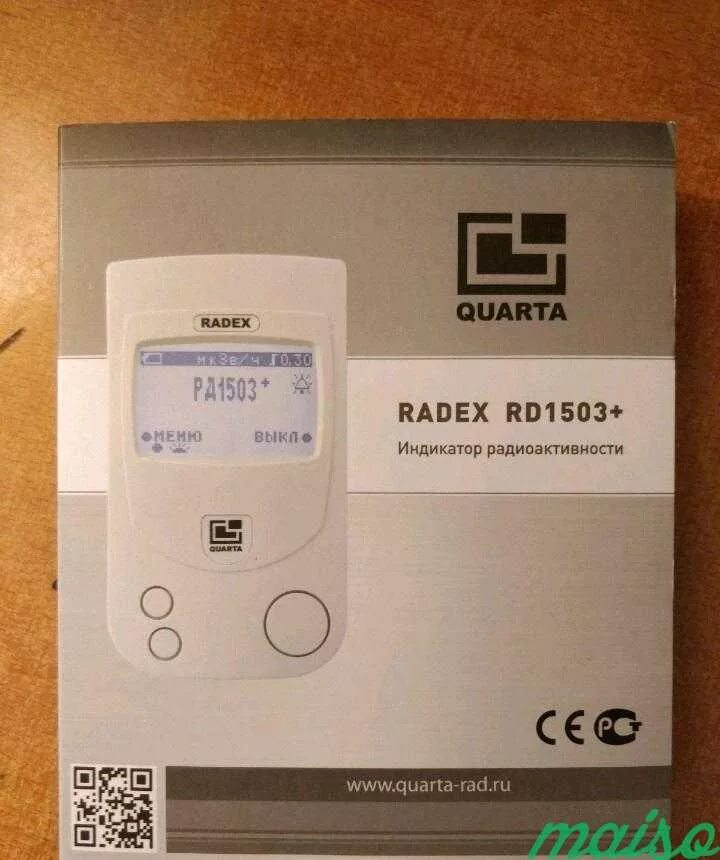 QUARTA
RADEX
мкЗв/ч 0.30
РД1503+
МЕНЮ ВЫКЛ
QUARTA
RADEX RD1503+
Индикатор радиоактивности
CE РСТ
www.quarta-rad.ru
maiso